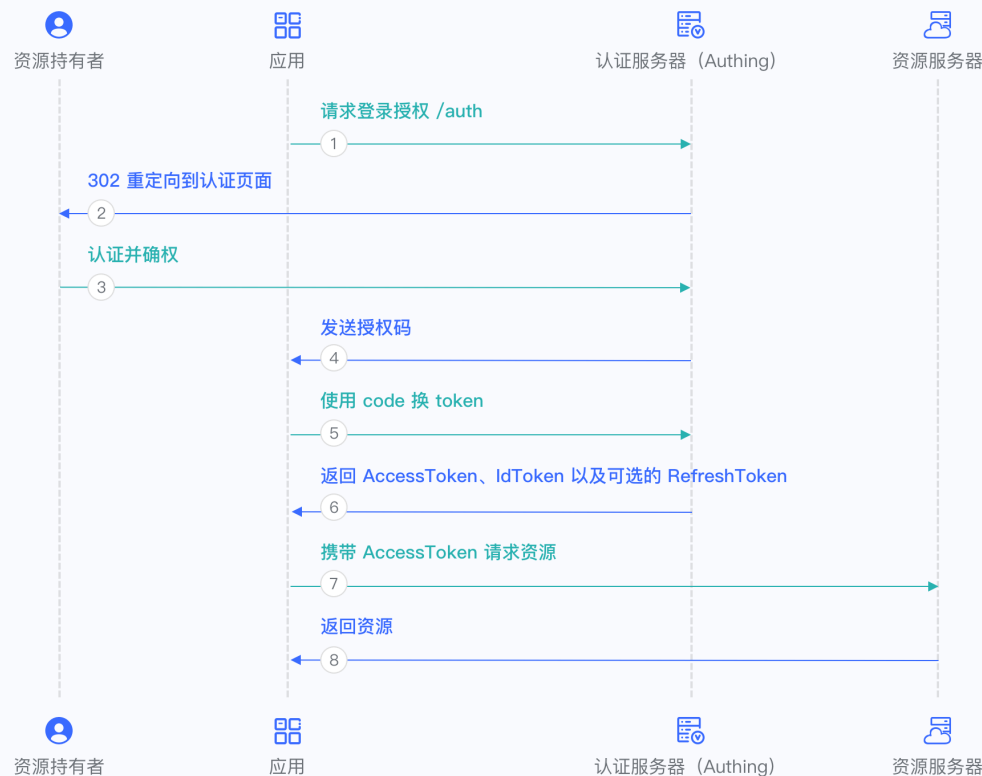 资源持有者
应用
认证服务器（Authing）
资源服务器
请求登录授权 /auth
1
302 重定向到认证页面
2
认证并确权
3
发送授权码
4
使用 code 换 token
5
返回 AccessToken、IdToken 以及可选的 RefreshToken
6
携带 AccessToken 请求资源
7
返回资源
8
资源持有者
应用
认证服务器（Authing）
资源服务器